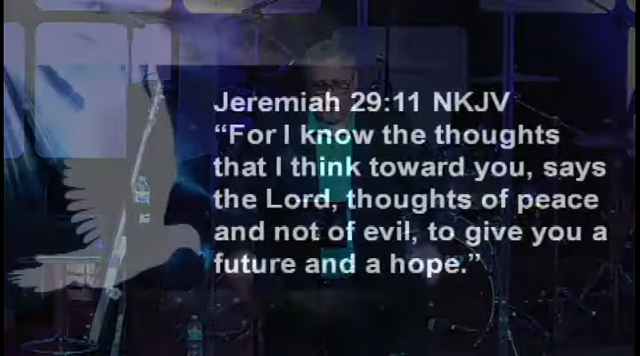 Jeremiah 29:11 NKJV
“For I know the thoughts
that I think toward you, says
the Lord, thoughts of peace
and not of evil, to give you a
future and a hope.”